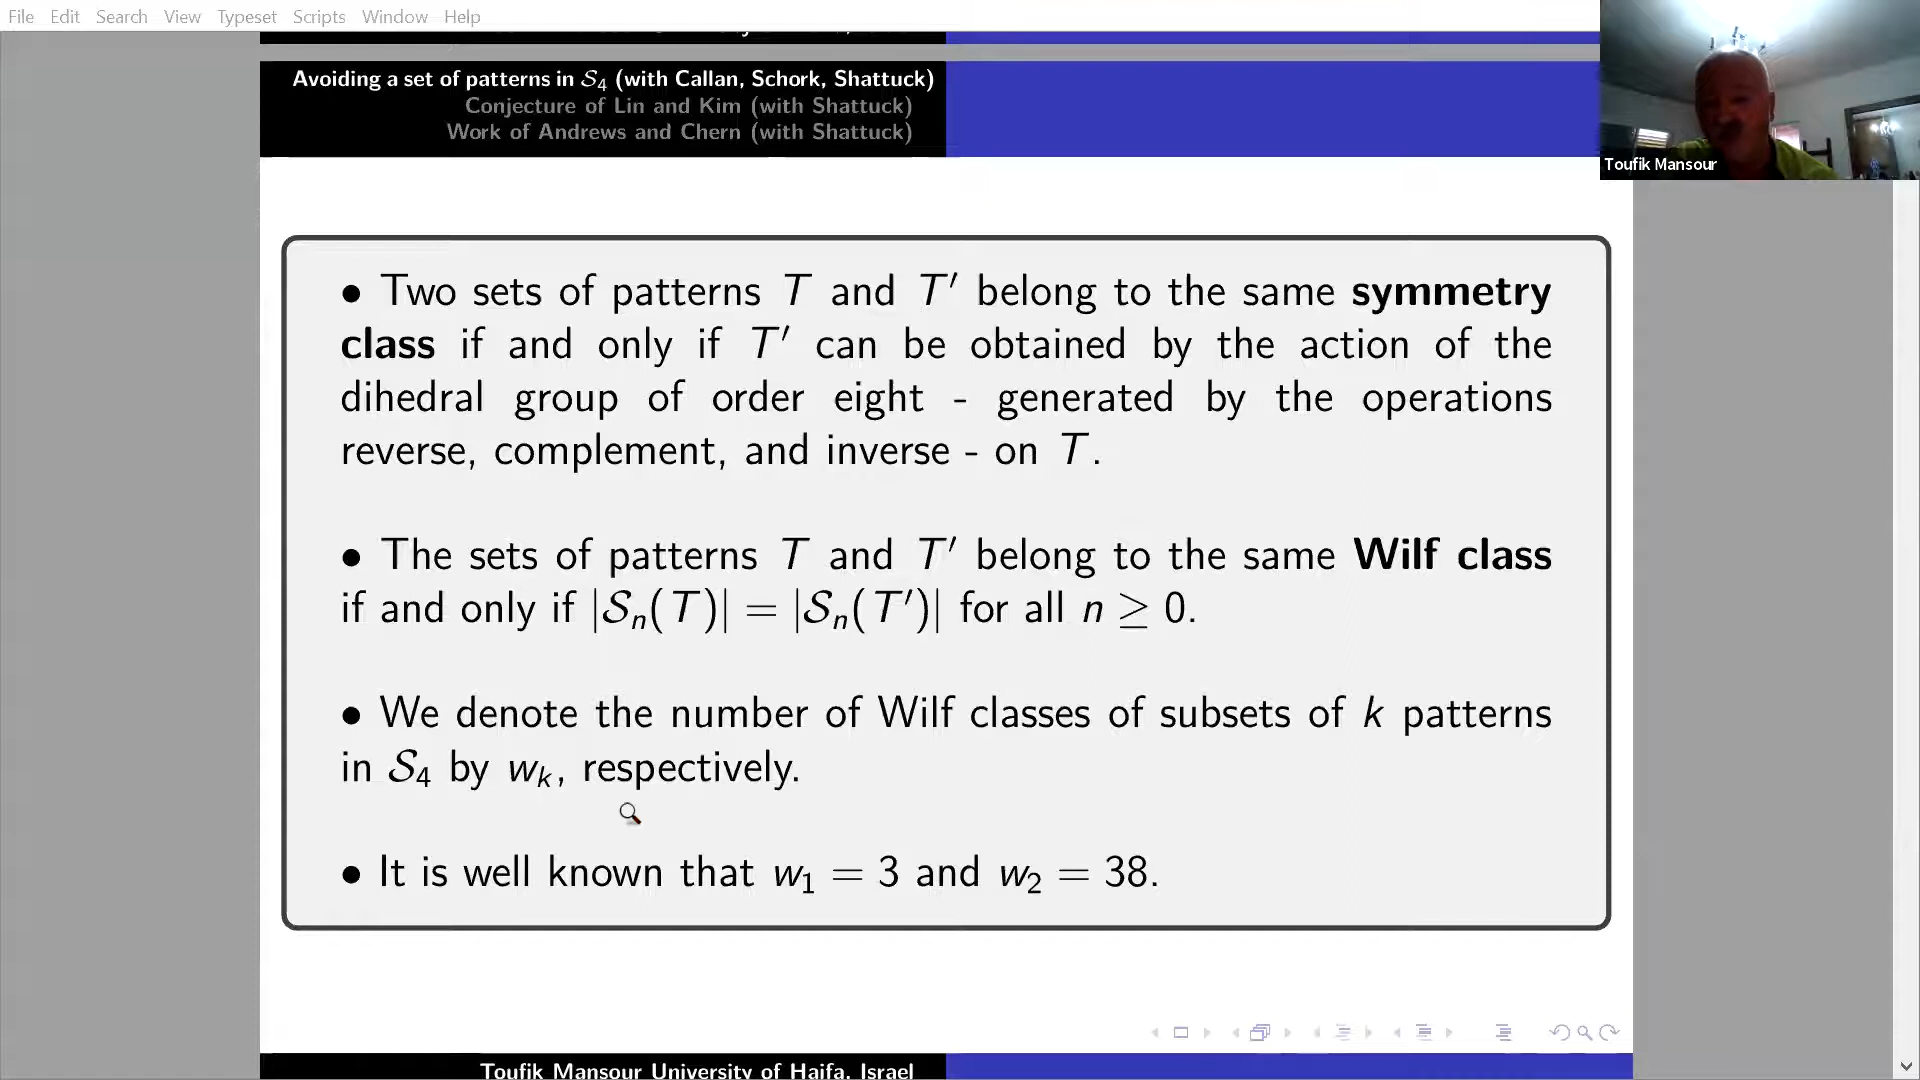 File Edit Search View Typeset Scripts Window Help
Avoiding a set of patterns in 𝒮₄ (with Callan, Schork, Shattuck)
Conjecture of Lin and Kim (with Shattuck)
Work of Andrews and Chern (with Shattuck)
Toufik Mansour
• Two sets of patterns T and T′ belong to the same symmetry
class if and only if T′ can be obtained by the action of the
dihedral group of order eight - generated by the operations
reverse, complement, and inverse - on T.
• The sets of patterns T and T′ belong to the same Wilf class
if and only if |𝒮ₙ(T)| = |𝒮ₙ(T′)| for all n ≥ 0.
• We denote the number of Wilf classes of subsets of k patterns
in 𝒮₄ by wₖ, respectively.
• It is well known that w₁ = 3 and w₂ = 38.
Toufik Mansour University of Haifa, Israel